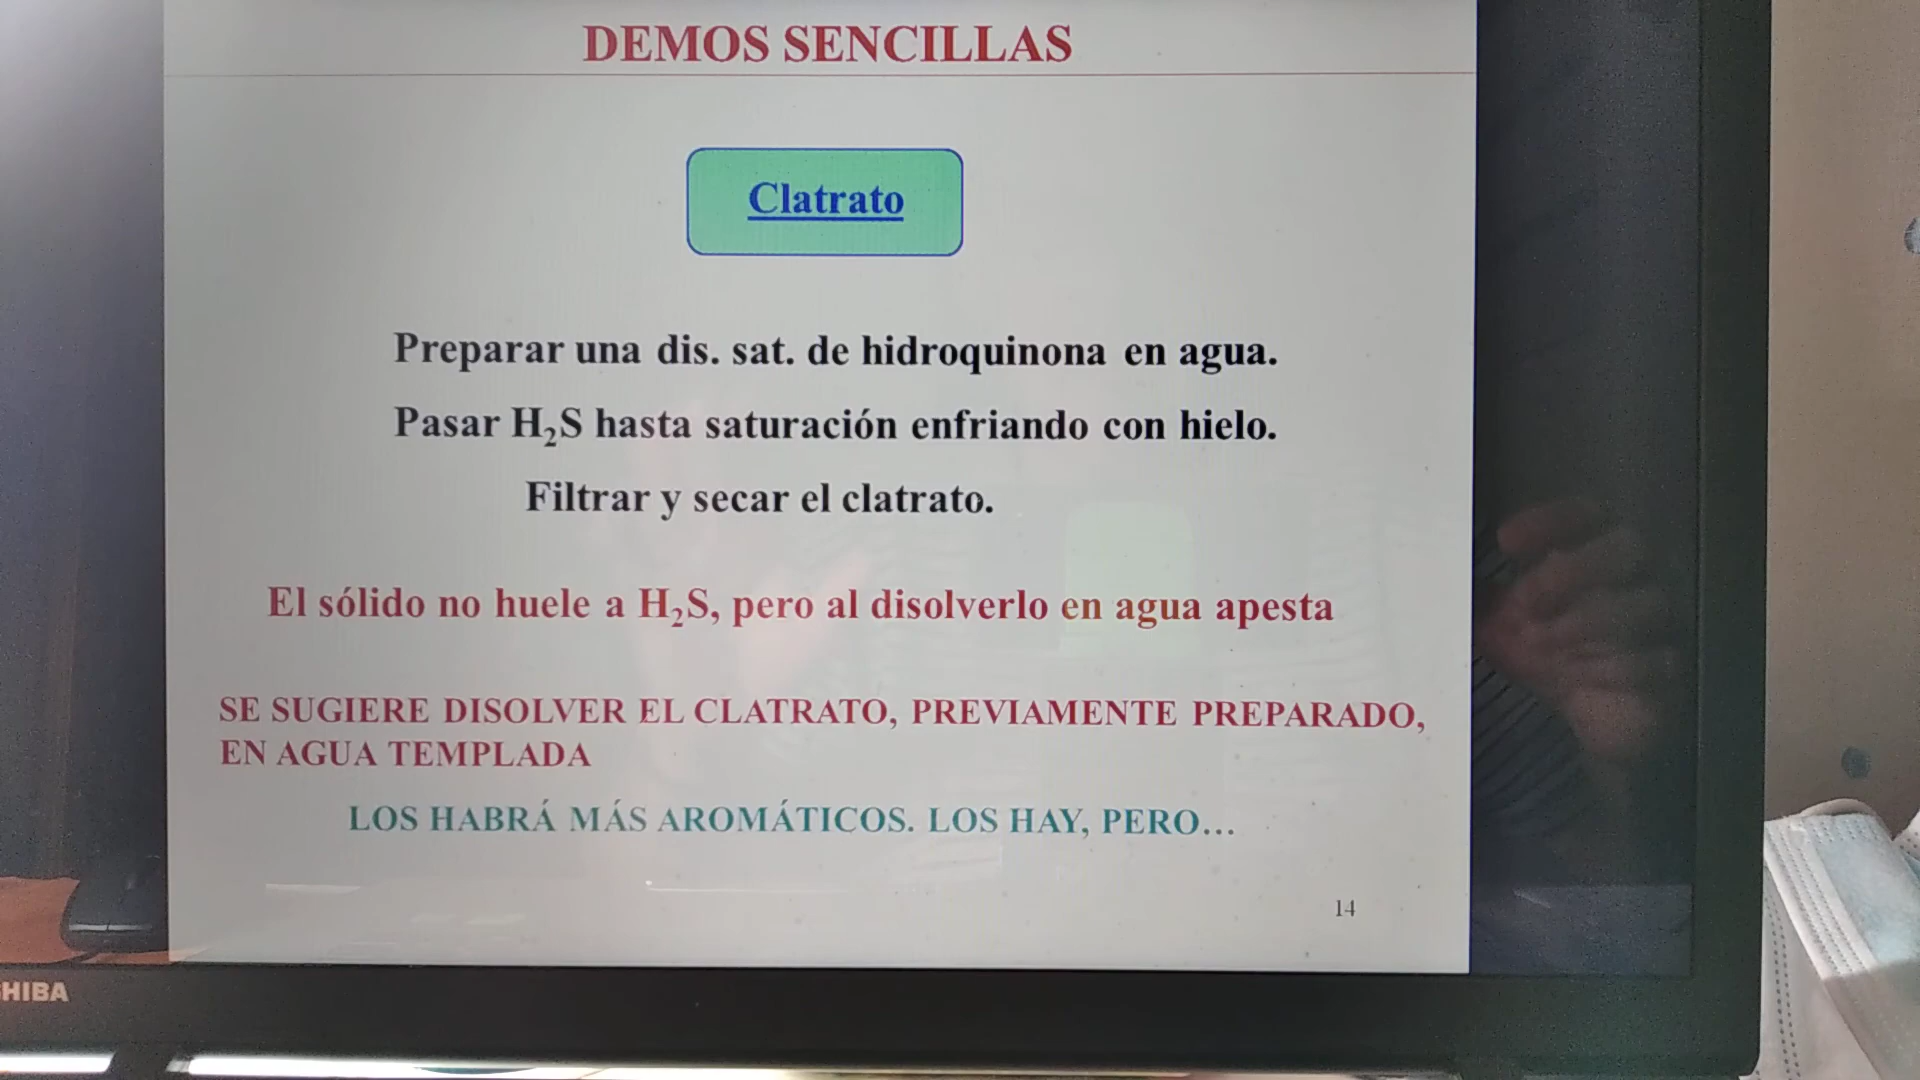 DEMOS SENCILLAS
Clatrato
Preparar una dis. sat. de hidroquinona en agua.
Pasar H₂S hasta saturación enfriando con hielo.
Filtrar y secar el clatrato.
El sólido no huele a H₂S, pero al disolverlo en agua apesta
SE SUGIERE DISOLVER EL CLATRATO, PREVIAMENTE PREPARADO,
EN AGUA TEMPLADA
LOS HABRÁ MÁS AROMÁTICOS. LOS HAY, PERO...
14
HIBA